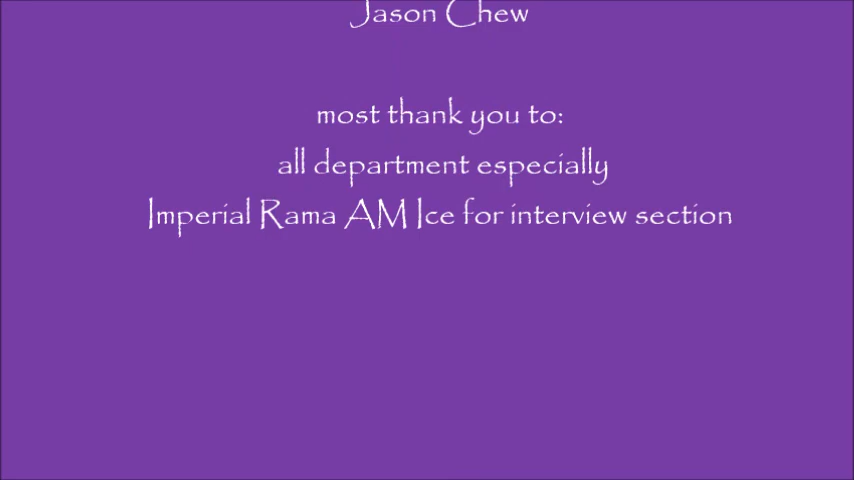 Jason Chew
most thank you to:
all department especially
Imperial Rama AM Ice for interview section